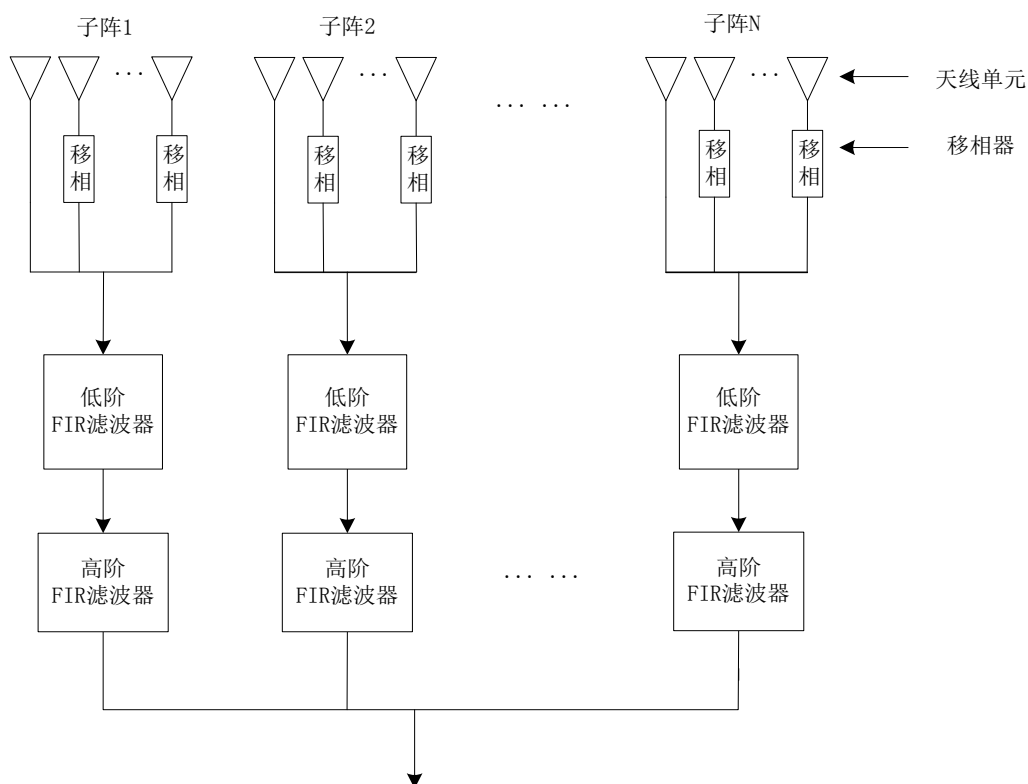 子阵1 子阵2 子阵N
... ... ...
天线单元
... ...
移相 移相 移相 移相 移相 移相
移相器
低阶 低阶 低阶
FIR滤波器 FIR滤波器 FIR滤波器
高阶 高阶 高阶
FIR滤波器 FIR滤波器 FIR滤波器
... ...